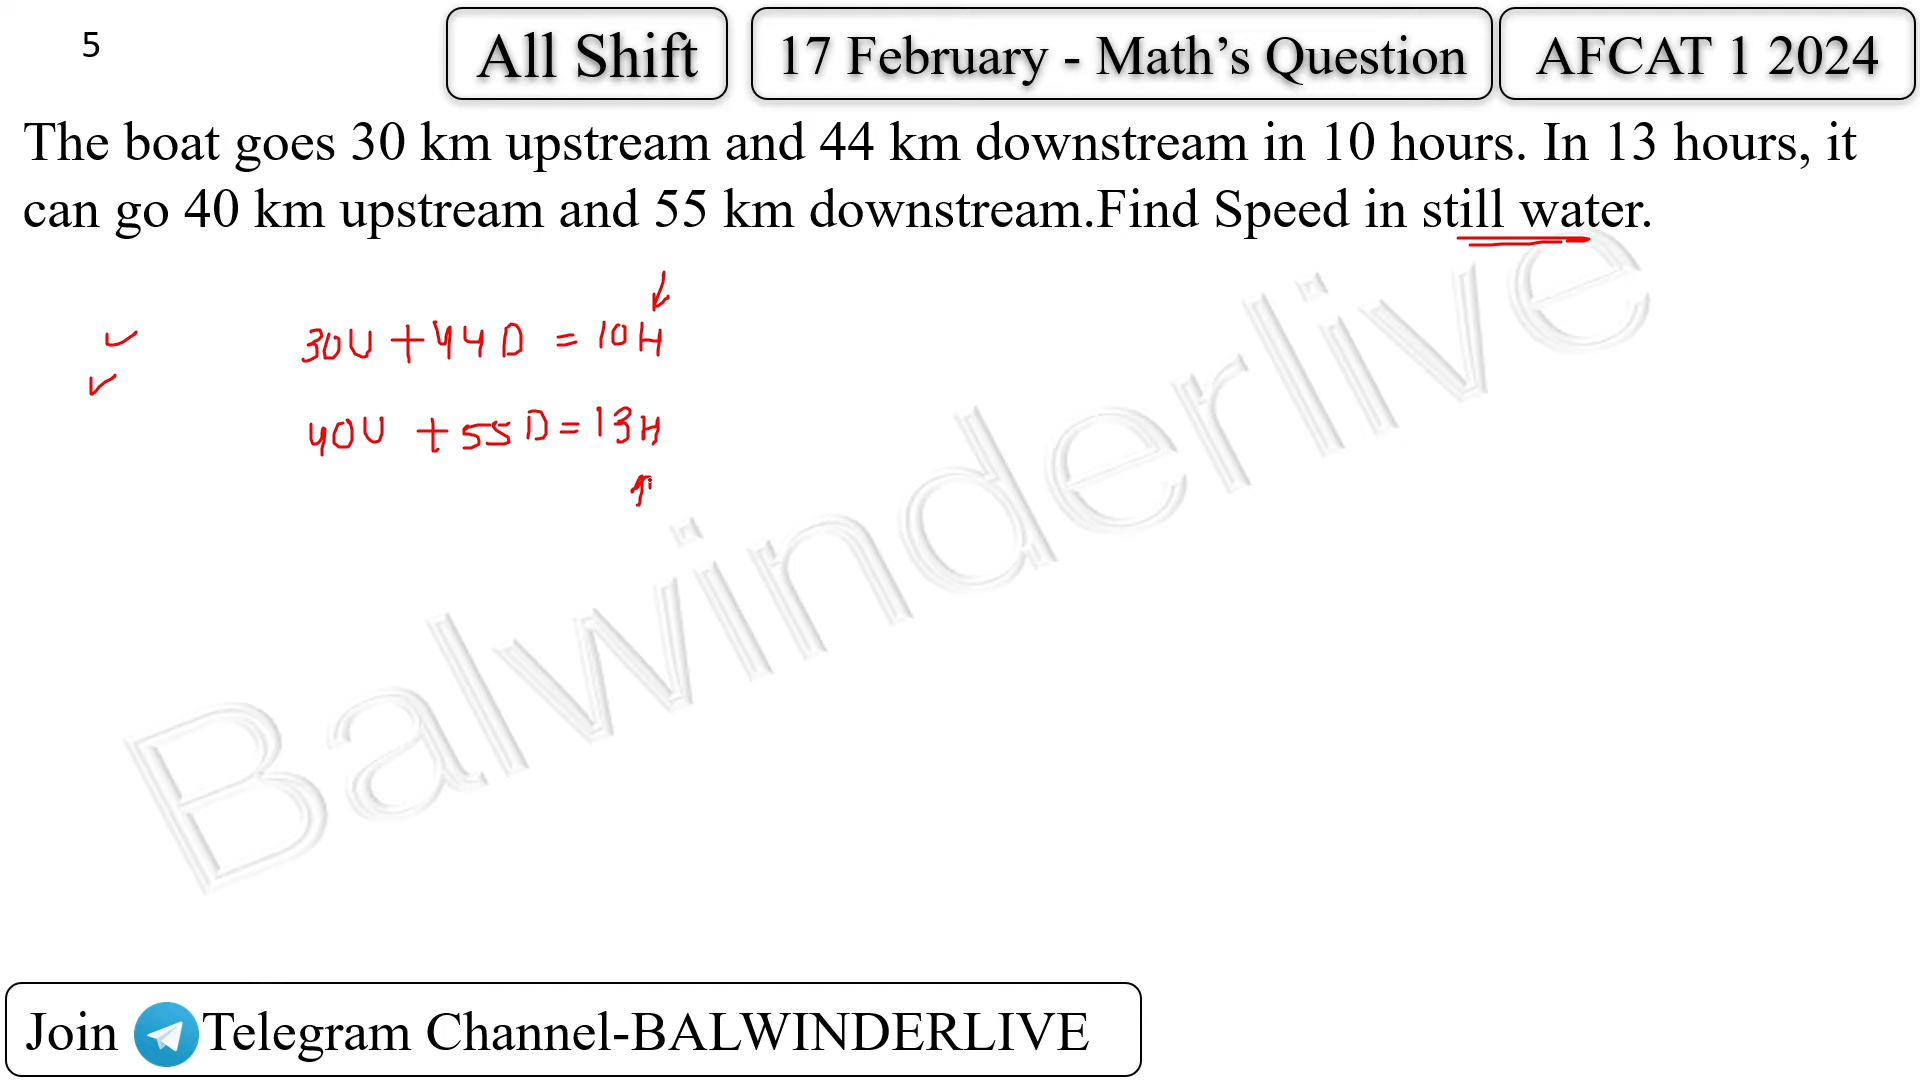 5
All Shift
17 February - Math’s Question
AFCAT 1 2024
The boat goes 30 km upstream and 44 km downstream in 10 hours. In 13 hours, it
can go 40 km upstream and 55 km downstream.Find Speed in still water.
30U + 44D = 10H
40U + 55D = 13H
Balwinderlive
Join Telegram Channel-BALWINDERLIVE